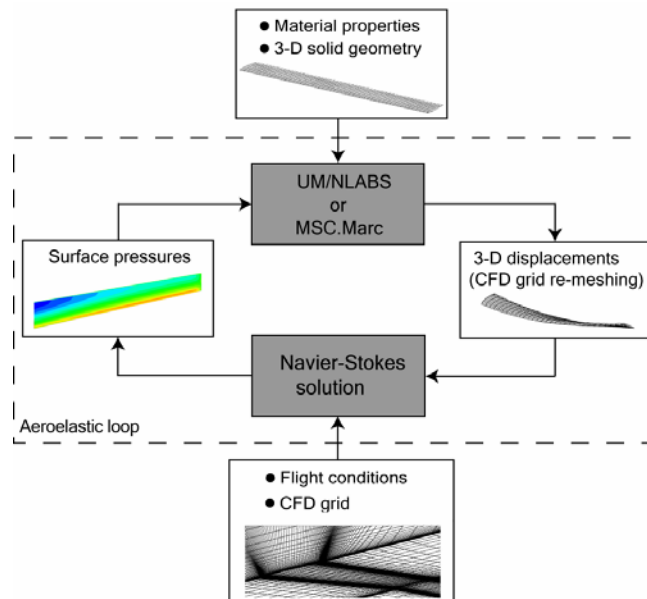 ● Material properties
● 3-D solid geometry
UM/NLABS
or
MSC.Marc
Surface pressures
3-D displacements
(CFD grid re-meshing)
Navier-Stokes
solution
Aeroelastic loop
● Flight conditions
● CFD grid